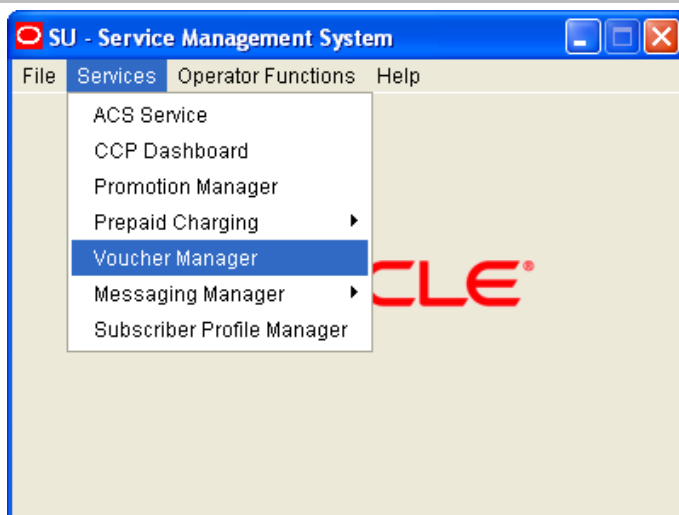 SU - Service Management System
File Services Operator Functions Help
ACS Service
CCP Dashboard
Promotion Manager
Prepaid Charging
Voucher Manager
Messaging Manager
Subscriber Profile Manager
CLE®